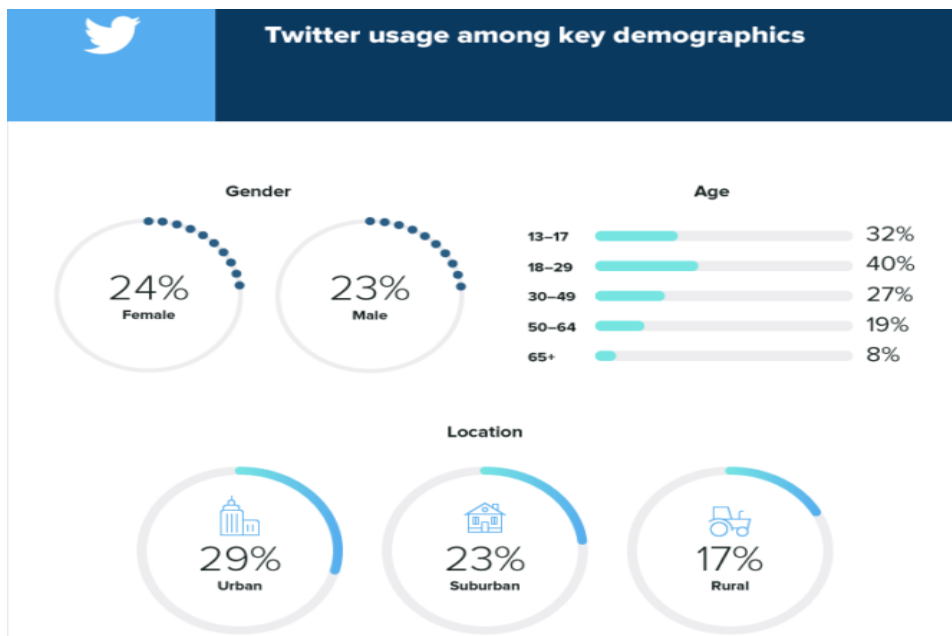 Twitter usage among key demographics
Gender
24%
Female
23%
Male
Age
13–17 32%
18–29 40%
30–49 27%
50–64 19%
65+ 8%
Location
29%
Urban
23%
Suburban
17%
Rural